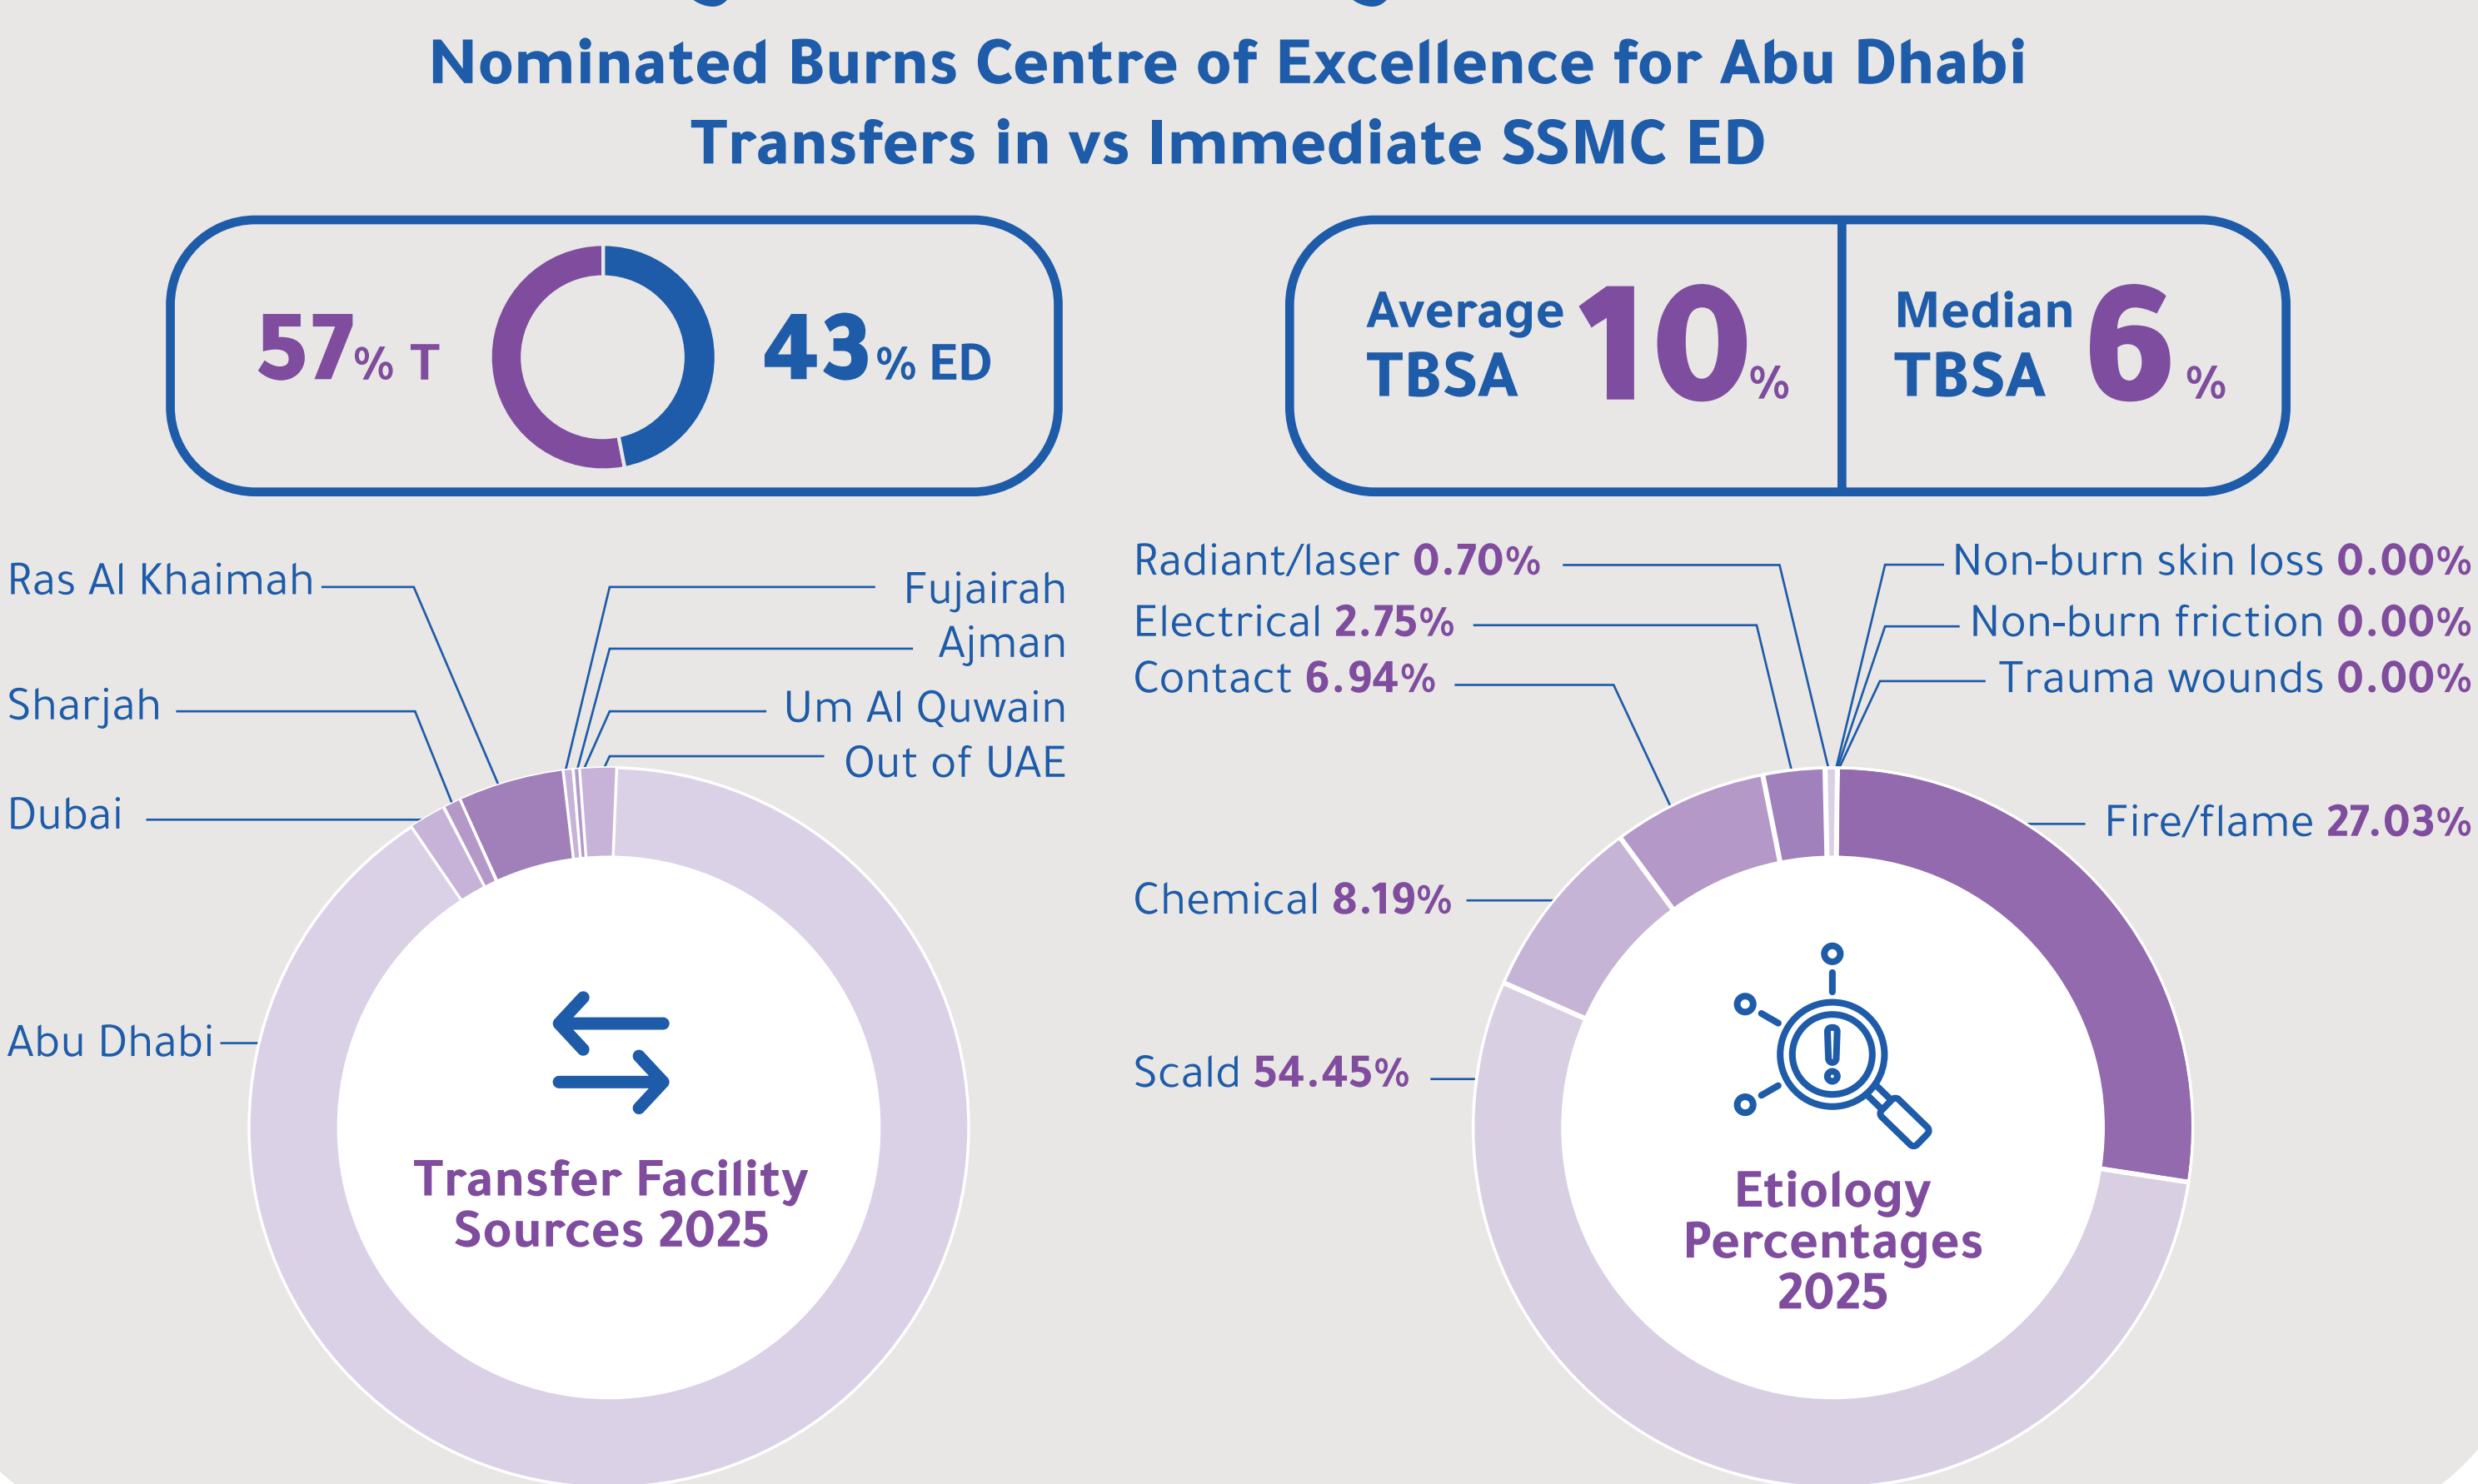 Nominated Burns Centre of Excellence for Abu Dhabi
Transfers in vs Immediate SSMC ED
57% T
43% ED
Average
TBSA
10%
Median
TBSA
6%
Ras Al Khaimah
Sharjah
Dubai
Abu Dhabi
Fujairah
Ajman
Um Al Quwain
Out of UAE
Transfer Facility
Sources 2025
Radiant/laser 0.70%
Electrical 2.75%
Contact 6.94%
Chemical 8.19%
Scald 54.45%
Non-burn skin loss 0.00%
Non-burn friction 0.00%
Trauma wounds 0.00%
Fire/flame 27.03%
Etiology
Percentages
2025